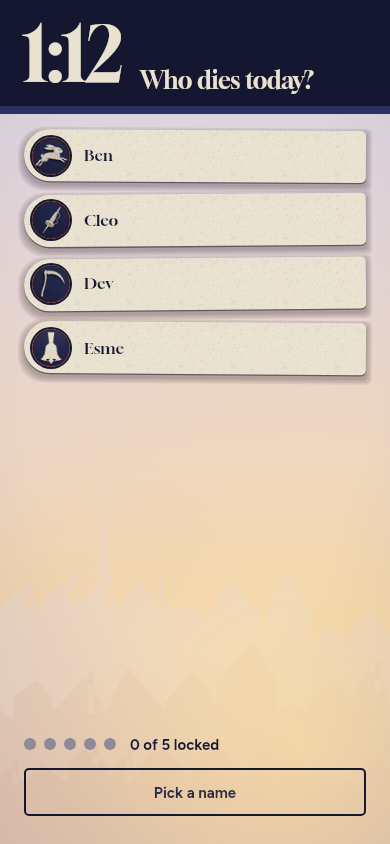 1:12
Who dies today?
Ben
Cleo
Dev
Esme
0 of 5 locked
Pick a name